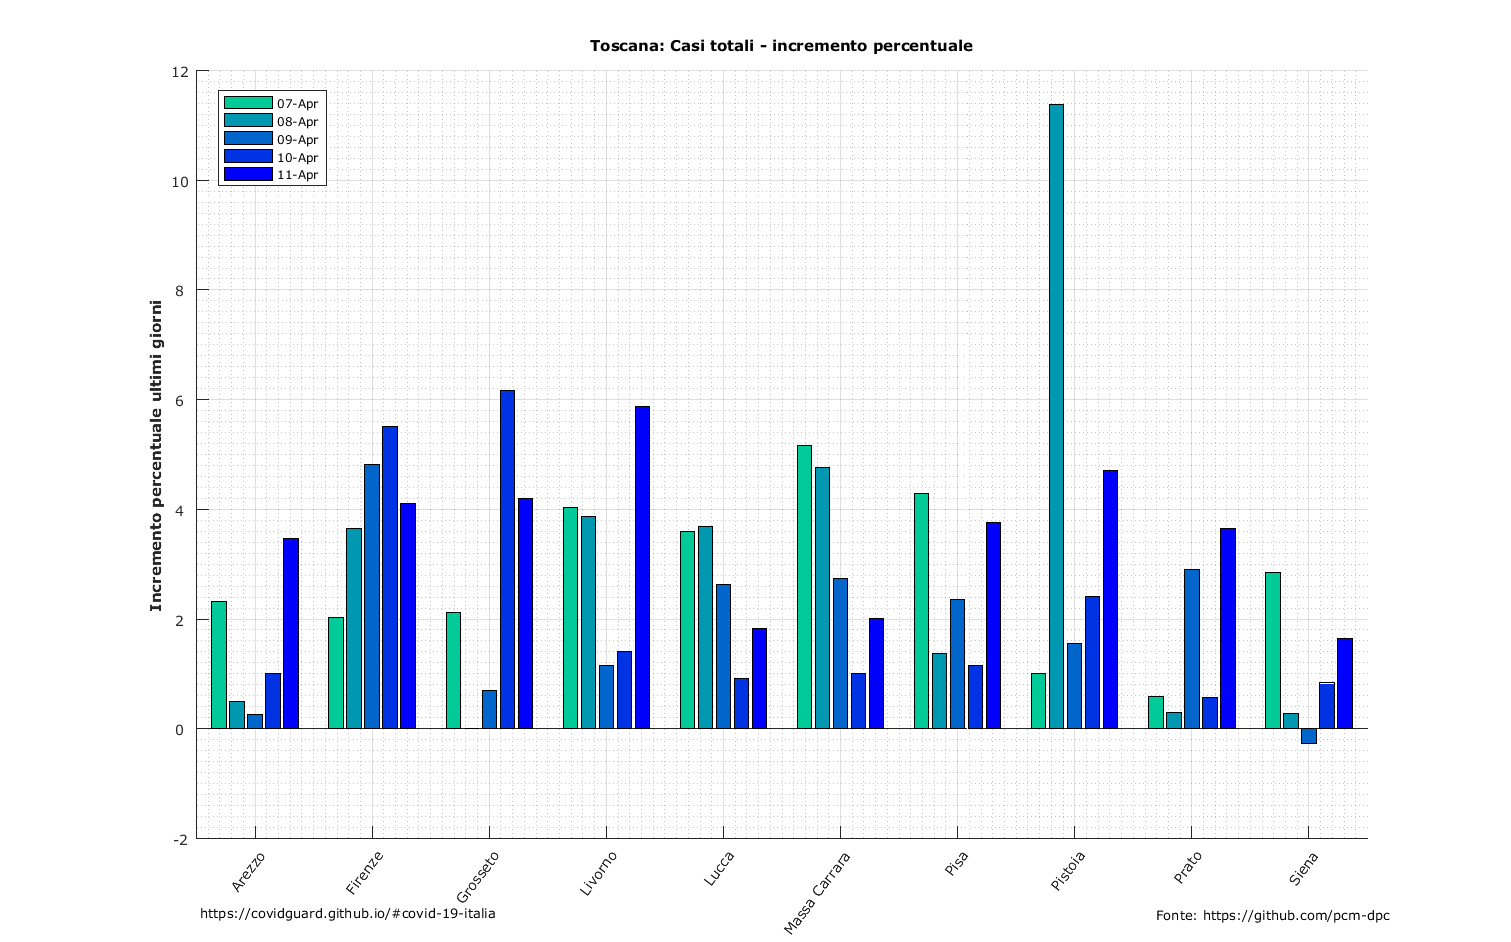 Toscana: Casi totali - incremento percentuale
12
10
8
6
4
2
0
-2
Incremento percentuale ultimi giorni
07-Apr
08-Apr
09-Apr
10-Apr
11-Apr
Arezzo
Firenze
Grosseto
Livorno
Lucca
Massa Carrara
Pisa
Pistoia
Prato
Siena
https://covidguard.github.io/#covid-19-italia
Fonte: https://github.com/pcm-dpc